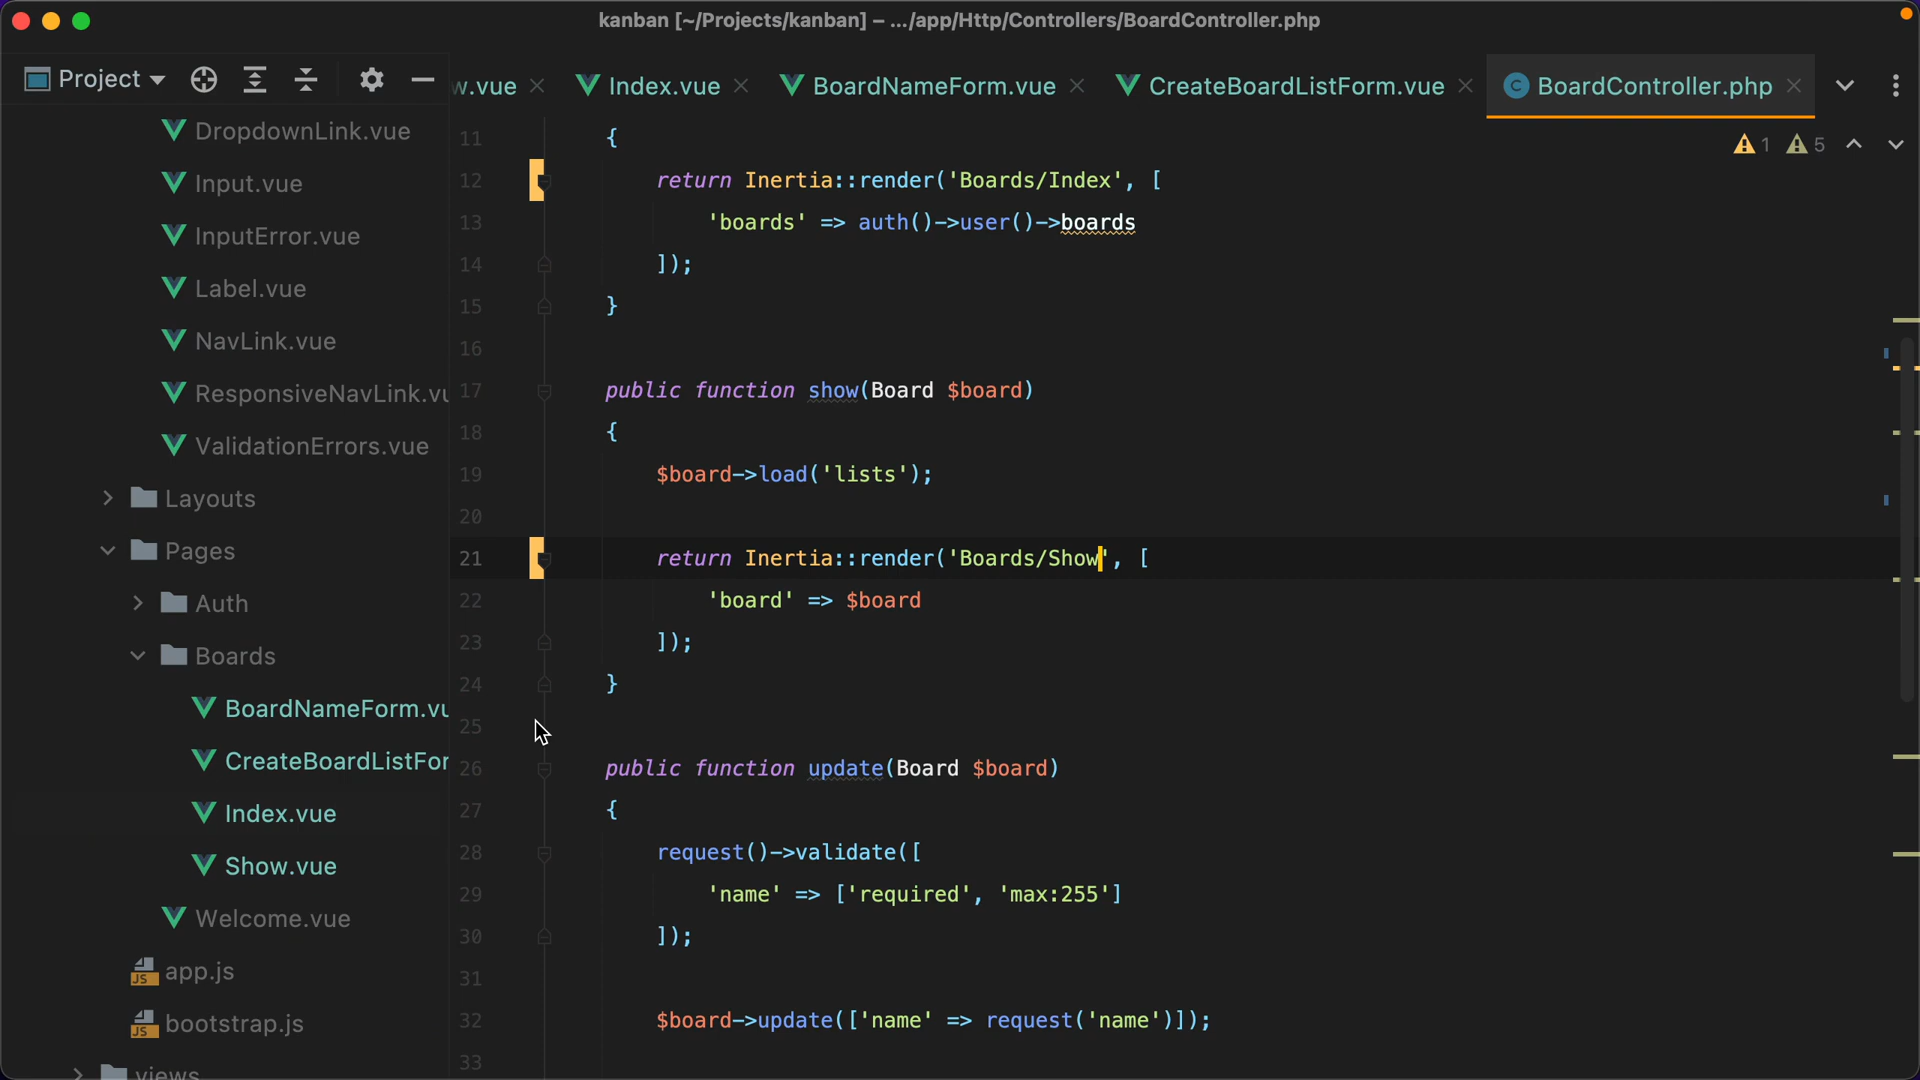 kanban [~/Projects/kanban] – .../app/Http/Controllers/BoardController.php
Project
w.vue
Index.vue
BoardNameForm.vue
CreateBoardListForm.vue
BoardController.php
1
5
DropdownLink.vue
Input.vue
InputError.vue
Label.vue
NavLink.vue
ResponsiveNavLink.vu
ValidationErrors.vue
Layouts
Pages
Auth
Boards
BoardNameForm.vu
CreateBoardListFor
Index.vue
Show.vue
Welcome.vue
JS app.js
JS bootstrap.js
views
11 {
12 return Inertia::render('Boards/Index', [
13 'boards' => auth()->user()->boards
14 ]);
15 }
16
17 public function show(Board $board)
18 {
19 $board->load('lists');
20
21 return Inertia::render('Boards/Show', [
22 'board' => $board
23 ]);
24 }
25
26 public function update(Board $board)
27 {
28 request()->validate([
29 'name' => ['required', 'max:255']
30 ]);
31
32 $board->update(['name' => request('name')]);
33